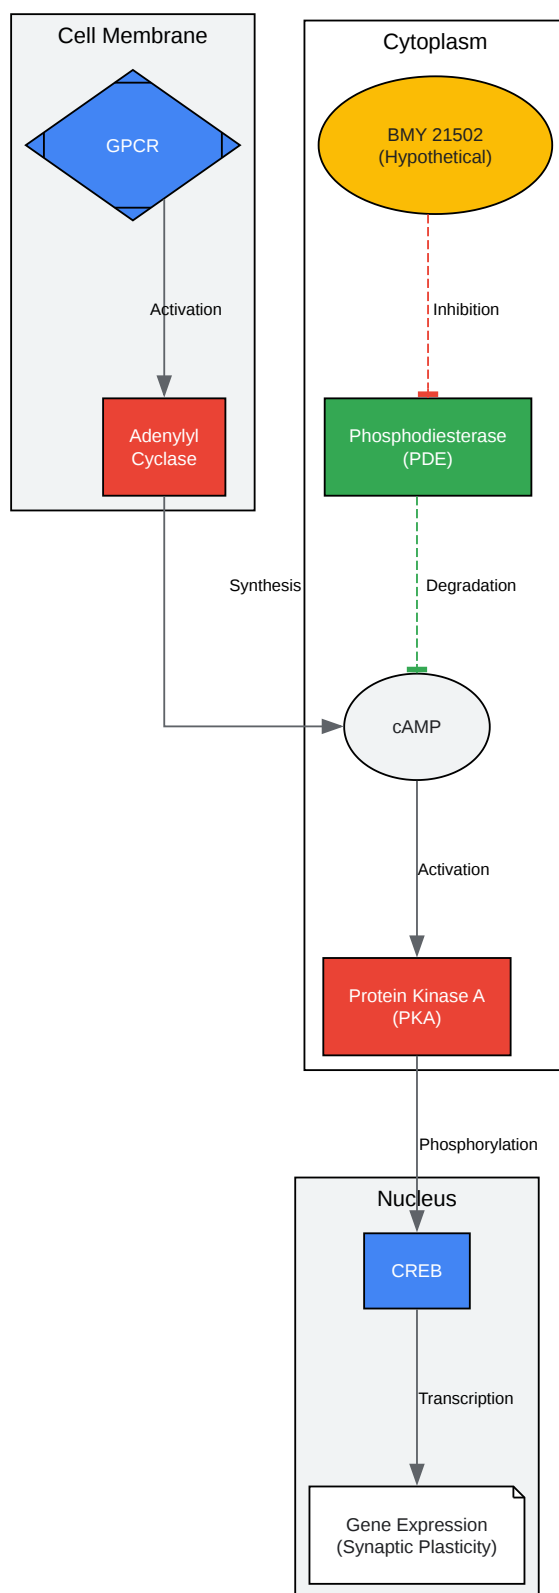 Cell Membrane
GPCR
Activation
Adenylyl
Cyclase
Synthesis
Cytoplasm
BMY 21502
(Hypothetical)
Inhibition
Phosphodiesterase
(PDE)
Degradation
cAMP
Activation
Protein Kinase A
(PKA)
Phosphorylation
Nucleus
CREB
Transcription
Gene Expression
(Synaptic Plasticity)